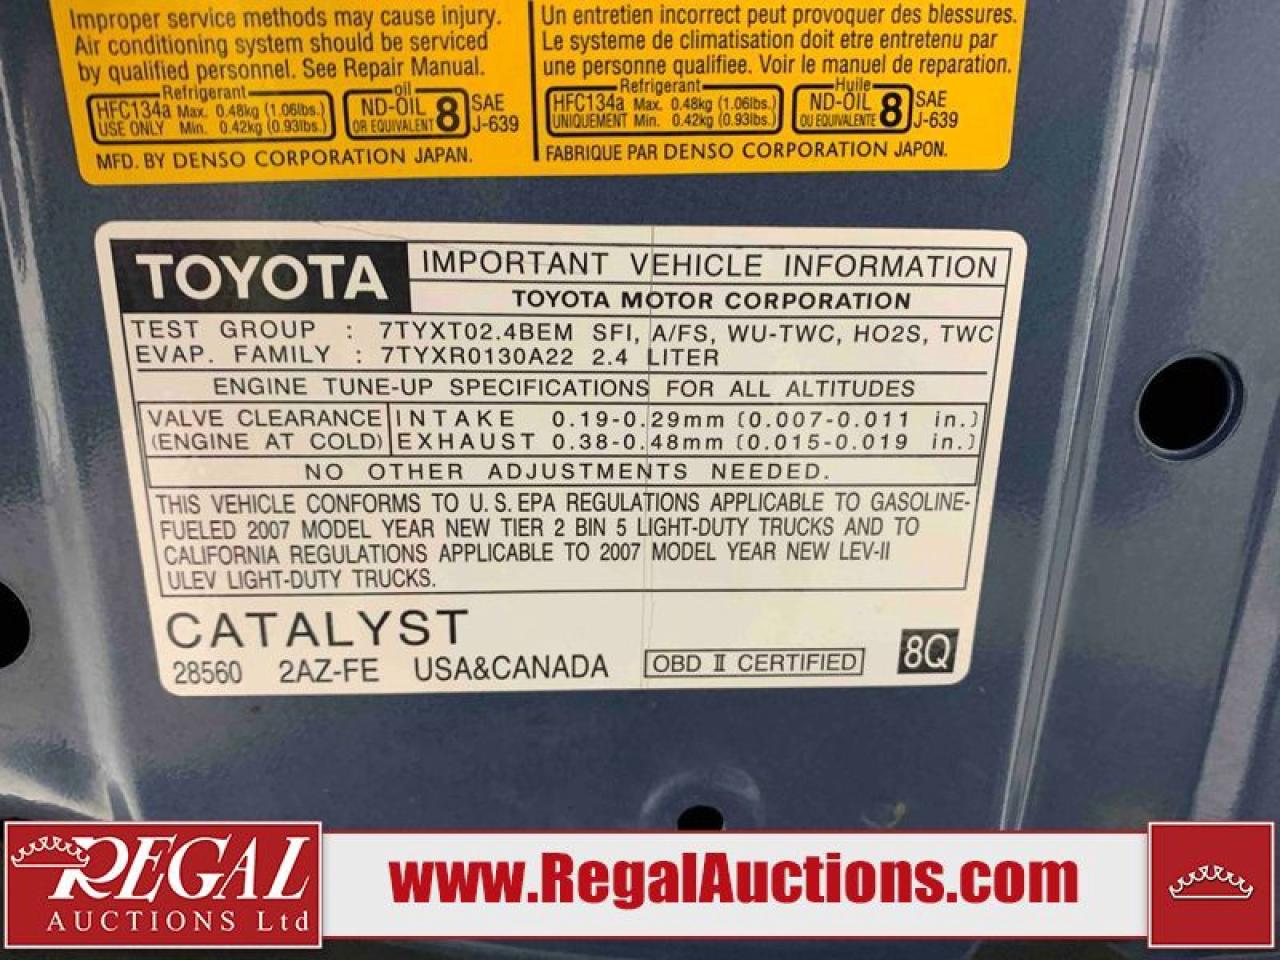 Improper service methods may cause injury.
Air conditioning system should be serviced
by qualified personnel. See Repair Manual.
Refrigerant
HFC134a Max. 0.48kg (1.06lbs.)
USE ONLY Min. 0.42kg (0.93lbs.)
oil
ND-OIL 8 SAE
OR EQUIVALENT J-639
MFD. BY DENSO CORPORATION JAPAN.
Un entretien incorrect peut provoquer des blessures.
Le systeme de climatisation doit etre entretenu par
une personne qualifiee. Voir le manuel de reparation.
Refrigerant
HFC134a Max. 0.48kg (1.06lbs.)
UNIQUEMENT Min. 0.42kg (0.93lbs.)
Huile
ND-OIL 8 SAE
OU EQUIVALENTE J-639
FABRIQUE PAR DENSO CORPORATION JAPON.
TOYOTA
IMPORTANT VEHICLE INFORMATION
TOYOTA MOTOR CORPORATION
TEST GROUP : 7TYXT02.4BEM SFI, A/FS, WU-TWC, HO2S, TWC
EVAP. FAMILY : 7TYXR0130A22 2.4 LITER
ENGINE TUNE-UP SPECIFICATIONS FOR ALL ALTITUDES
VALVE CLEARANCE INTAKE 0.19-0.29mm (0.007-0.011 in.)
(ENGINE AT COLD) EXHAUST 0.38-0.48mm (0.015-0.019 in.)
NO OTHER ADJUSTMENTS NEEDED.
THIS VEHICLE CONFORMS TO U.S. EPA REGULATIONS APPLICABLE TO GASOLINE-
FUELED 2007 MODEL YEAR NEW TIER 2 BIN 5 LIGHT-DUTY TRUCKS AND TO
CALIFORNIA REGULATIONS APPLICABLE TO 2007 MODEL YEAR NEW LEV-II
ULEV LIGHT-DUTY TRUCKS.
CATALYST
28560 2AZ-FE USA&CANADA OBD II CERTIFIED 8Q
REGAL
AUCTIONS Ltd
www.RegalAuctions.com